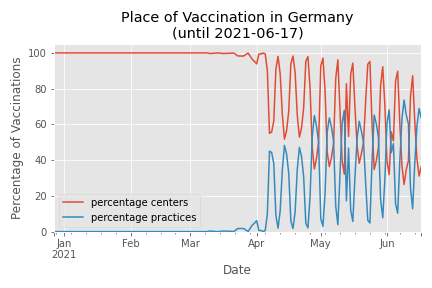 Place of Vaccination in Germany
(until 2021-06-17)
Percentage of Vaccinations
100
80
60
40
20
0
percentage centers
percentage practices
Jan
2021
Feb
Mar
Apr
May
Jun
Date